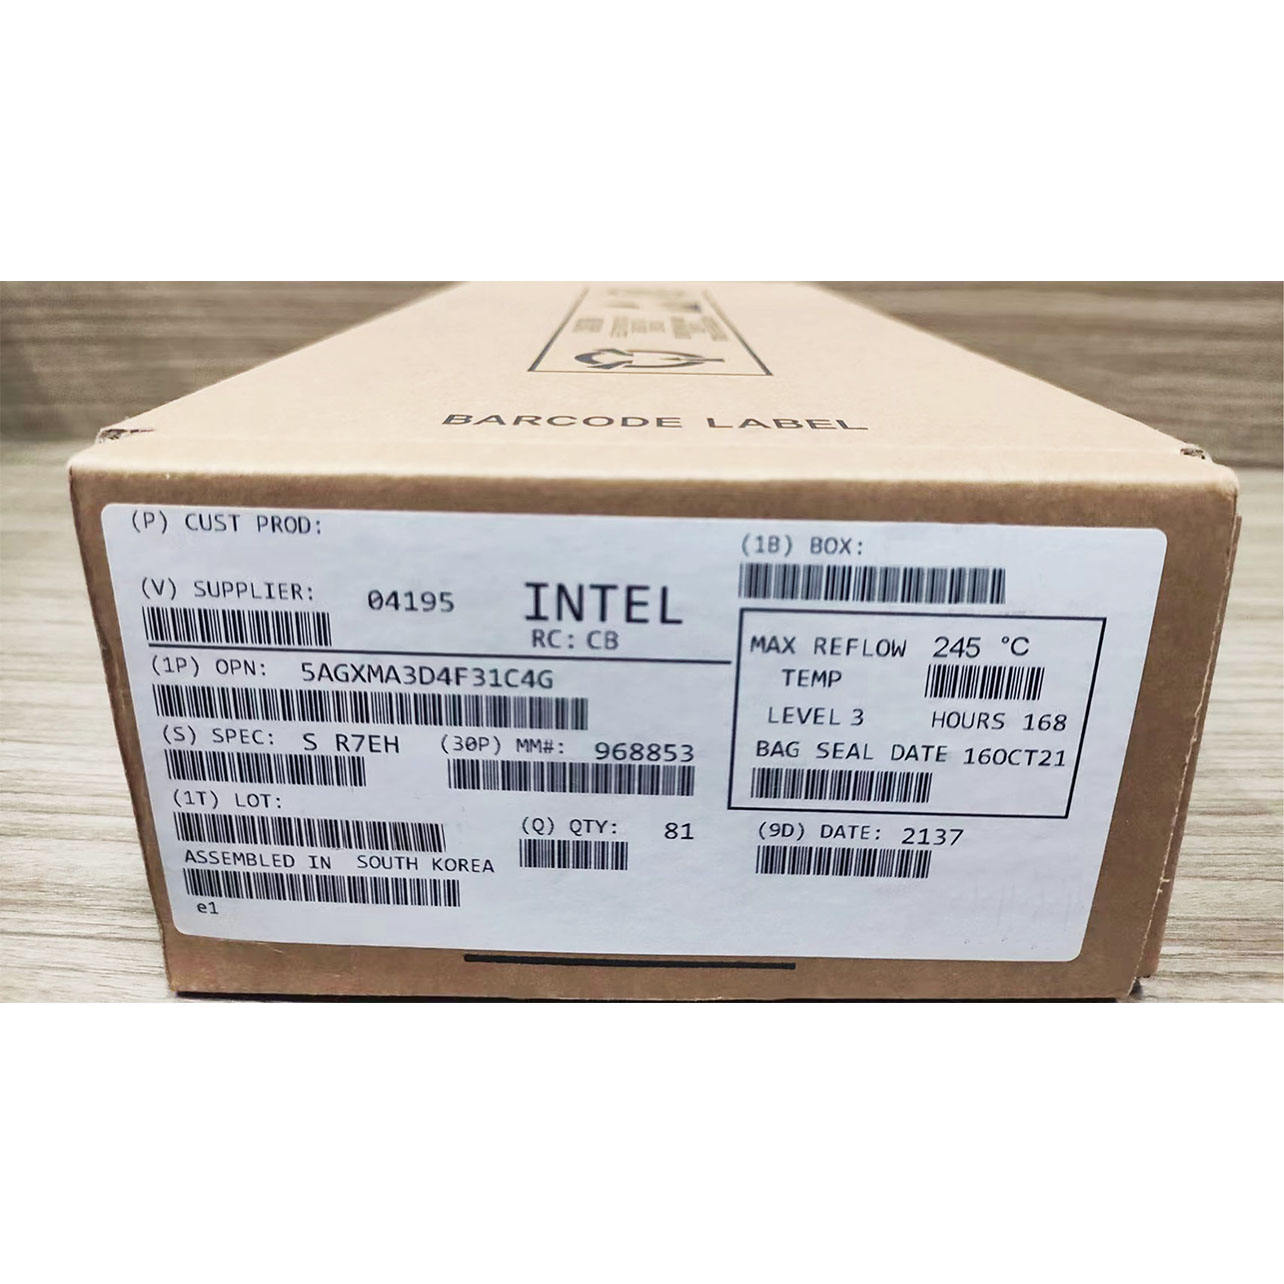 BARCODE LABEL
(P) CUST PROD:
(1B) BOX:
(V) SUPPLIER: 04195 INTEL
RC: CB
MAX REFLOW 245 °C
TEMP
(1P) OPN: 5AGXMA3D4F31C4G
LEVEL 3 HOURS 168
(S) SPEC: S R7EH (30P) MM#: 968853
BAG SEAL DATE 16OCT21
(1T) LOT:
(Q) QTY: 81
(9D) DATE: 2137
ASSEMBLED IN SOUTH KOREA
e1